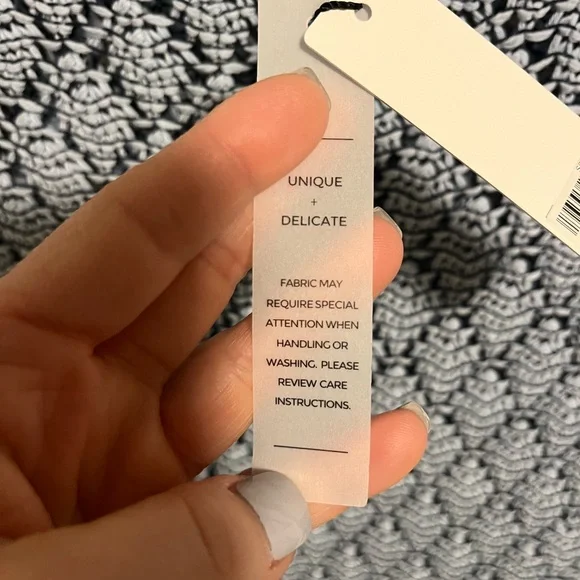 UNIQUE
+
DELICATE
FABRIC MAY
REQUIRE SPECIAL
ATTENTION WHEN
HANDLING OR
WASHING. PLEASE
REVIEW CARE
INSTRUCTIONS.